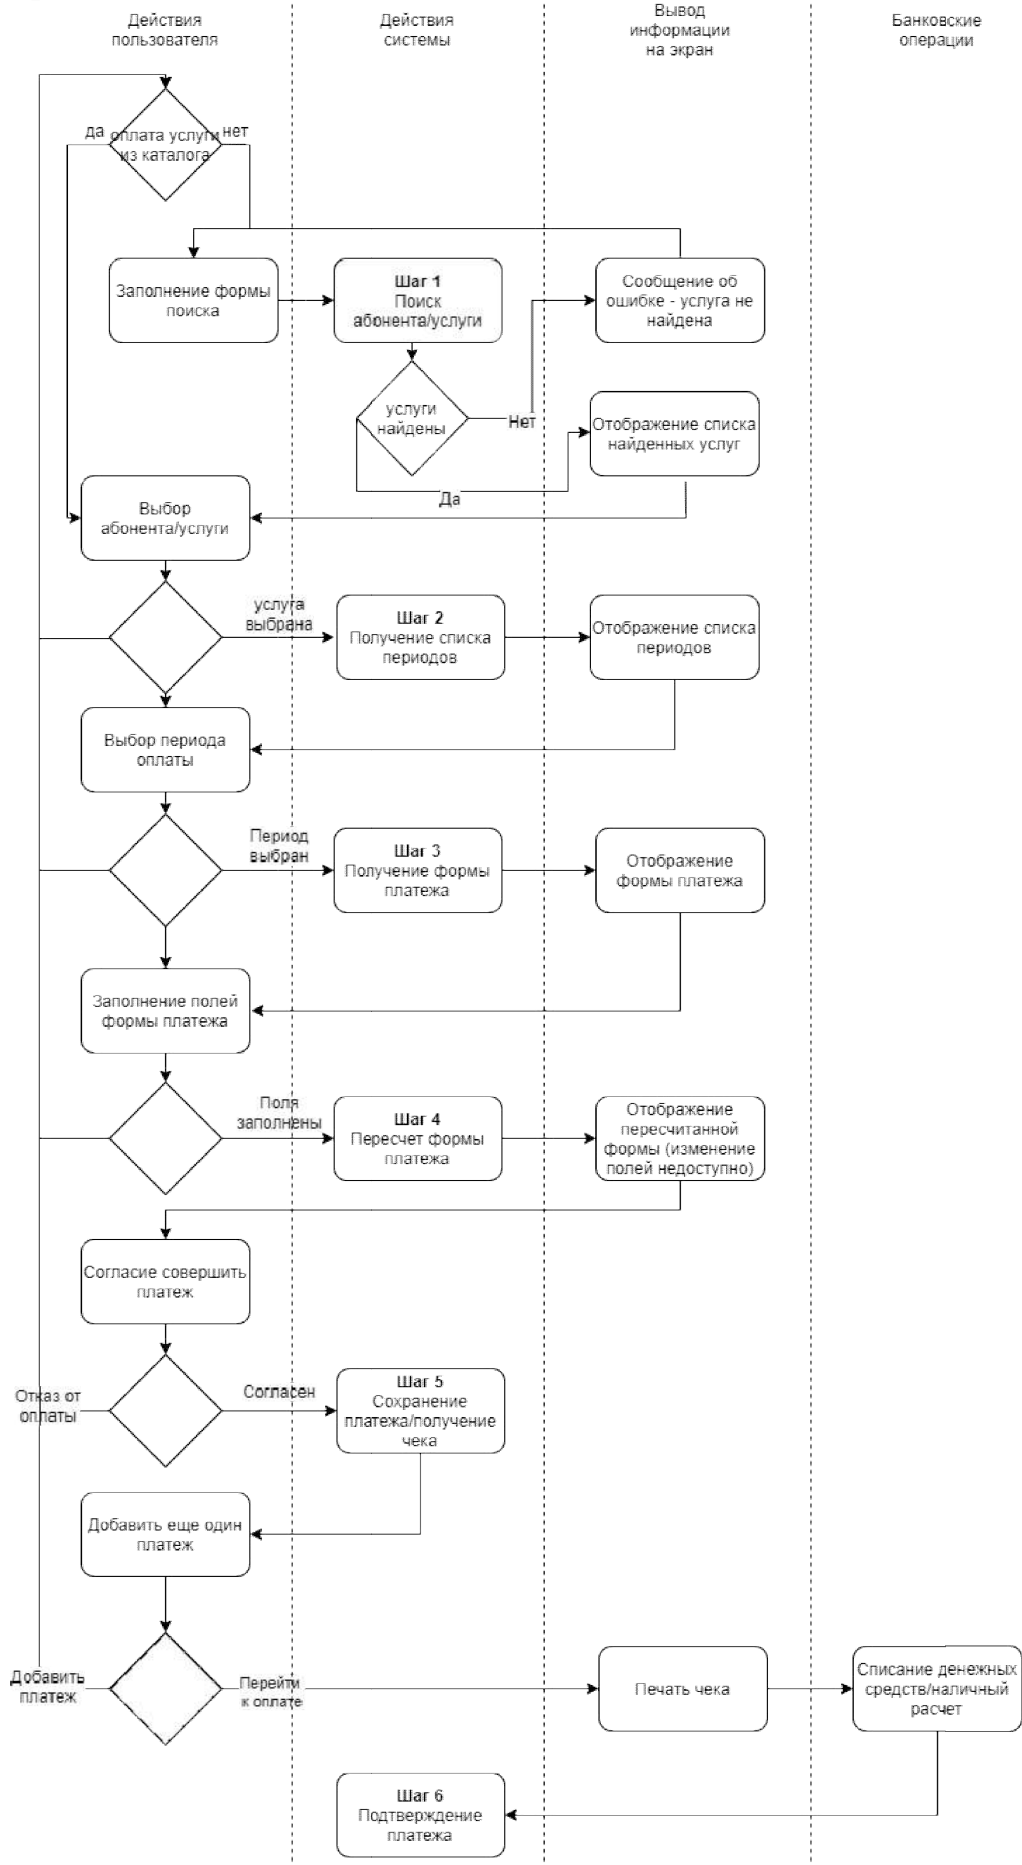 Действия
пользователя
Действия
системы
Вывод
информации
на экран
Банковские
операции
да
оплата услуги
из каталога
нет
Заполнение формы
поиска
Шаг 1
Поиск
абонента/услуги
Сообщение об
ошибке - услуга не
найдена
услуги
найдены
Нет
Да
Отображение списка
найденных услуг
Выбор
абонента/услуги
услуга
выбрана
Шаг 2
Получение списка
периодов
Отображение списка
периодов
Выбор периода
оплаты
Период
выбран
Шаг 3
Получение формы
платежа
Отображение
формы платежа
Заполнение полей
формы платежа
Поля
заполнены
Шаг 4
Пересчет формы
платежа
Отображение
пересчитанной
формы (изменение
полей недоступно)
Согласие совершить
платеж
Отказ от
оплаты
Согласен
Шаг 5
Сохранение
платежа/получение
чека
Добавить еще один
платеж
Добавить
платеж
Перейти
к оплате
Печать чека
Списание денежных
средств/наличный
расчет
Шаг 6
Подтверждение
платежа